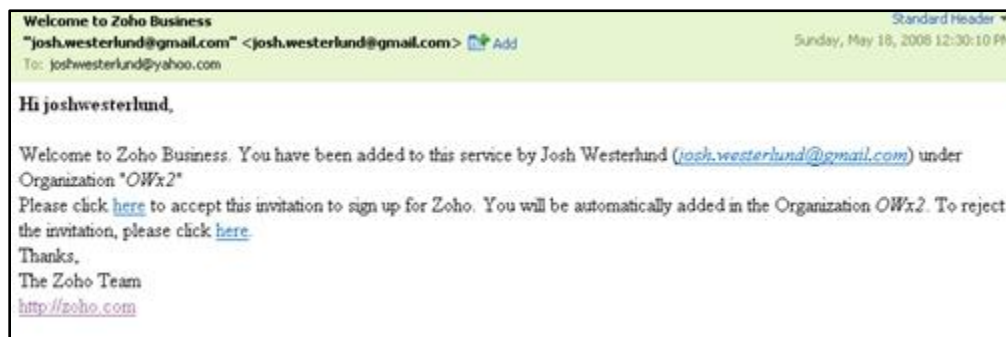 Welcome to Zoho Business
Standard Header
"josh.westerlund@gmail.com" <josh.westerlund@gmail.com> Add
Sunday, May 18, 2008 12:30:10 PM
To: joshwesterlund@yahoo.com
Hi joshwesterlund,
Welcome to Zoho Business. You have been added to this service by Josh Westerlund (josh.westerlund@gmail.com) under
Organization "OWx2"
Please click here to accept this invitation to sign up for Zoho. You will be automatically added in the Organization OWx2. To reject
the invitation, please click here.
Thanks,
The Zoho Team
http://zoho.com